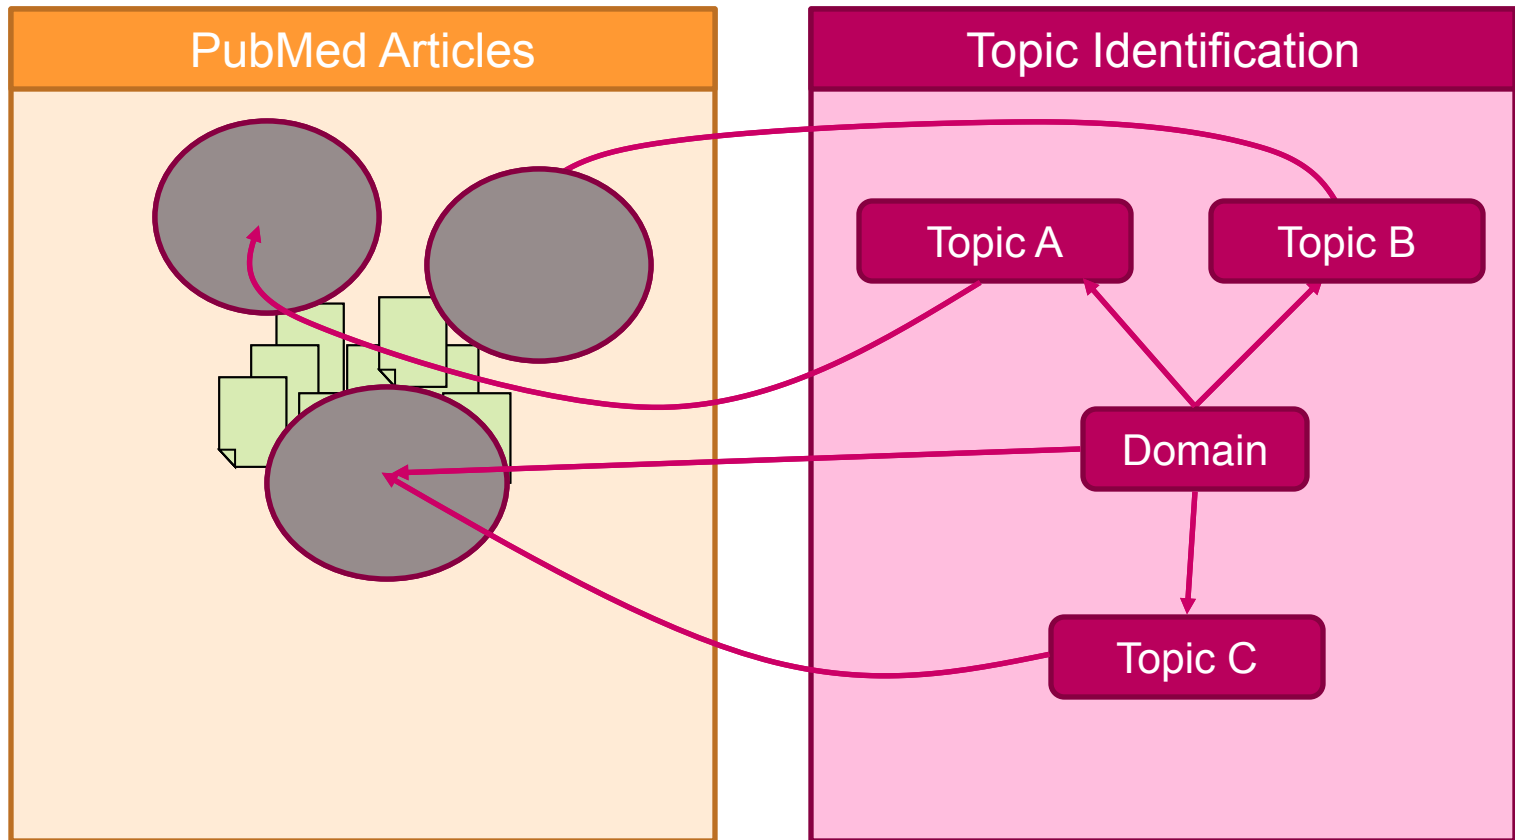 PubMed Articles
Topic Identification
Topic A
Topic B
Domain
Topic C